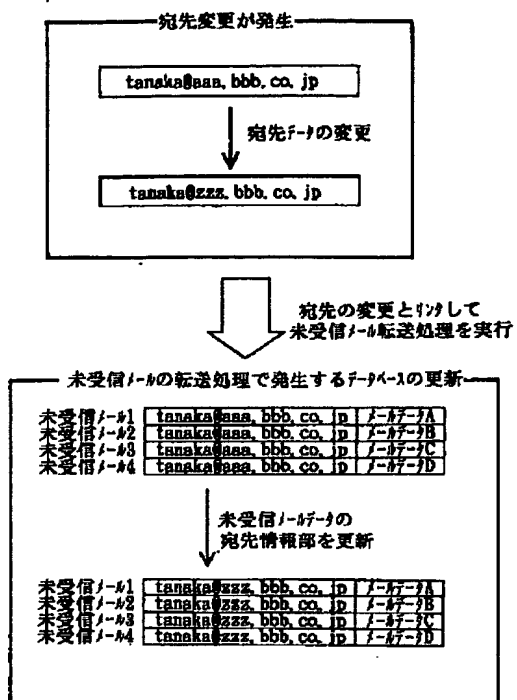 宛先変更が発生
tanaka@aaa.bbb.co.jp
宛先データの変更
tanaka@zzz.bbb.co.jp
宛先の変更とリンクして
未受信メール転送処理を実行
未受信メールの転送処理で発生するデータベースの更新
未受信メール1 tanaka@aaa.bbb.co.jp メールデータA
未受信メール2 tanaka@aaa.bbb.co.jp メールデータB
未受信メール3 tanaka@aaa.bbb.co.jp メールデータC
未受信メール4 tanaka@aaa.bbb.co.jp メールデータD
未受信メールデータの
宛先情報部を更新
未受信メール1 tanaka@zzz.bbb.co.jp メールデータA
未受信メール2 tanaka@zzz.bbb.co.jp メールデータB
未受信メール3 tanaka@zzz.bbb.co.jp メールデータC
未受信メール4 tanaka@zzz.bbb.co.jp メールデータD